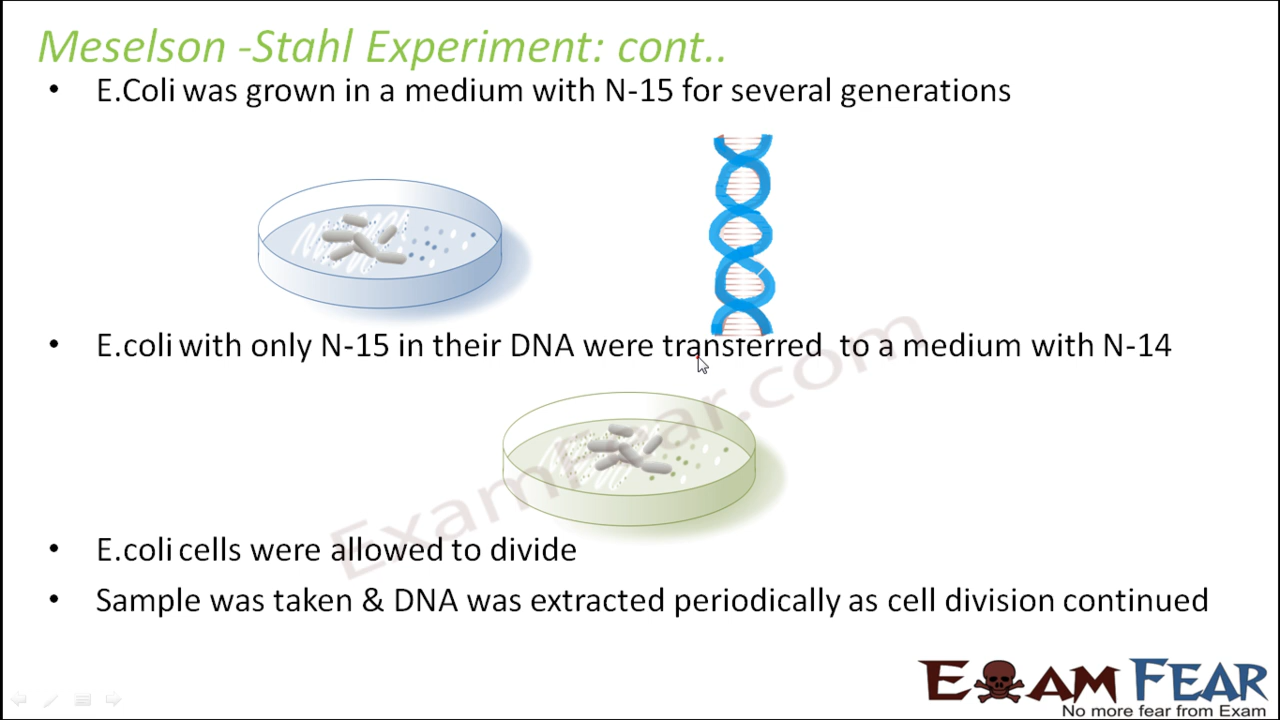 Meselson -Stahl Experiment: cont..
• E.Coli was grown in a medium with N-15 for several generations
• E.coli with only N-15 in their DNA were transferred to a medium with N-14
ExamFear.com
• E.coli cells were allowed to divide
• Sample was taken & DNA was extracted periodically as cell division continued
EXAM FEAR
No more fear from Exam